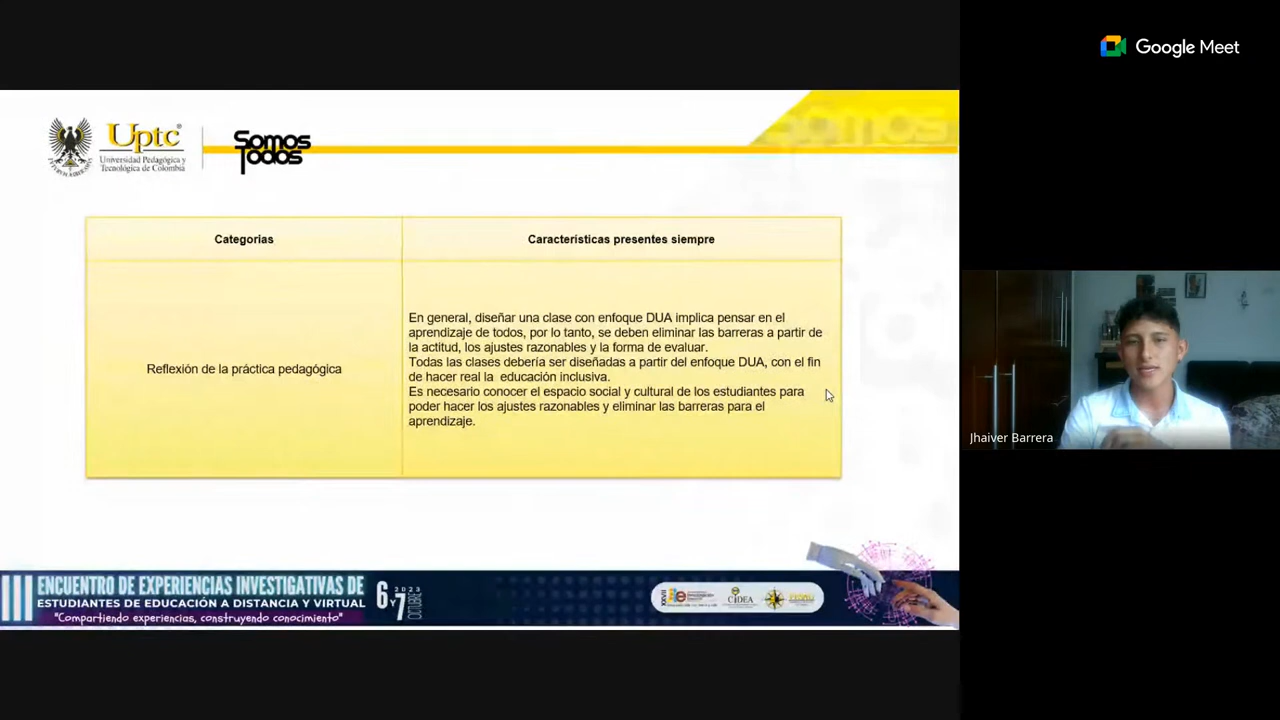 Google Meet
Uptc
Universidad Pedagógica y
Tecnológica de Colombia
Somos
Todos
somos
Categorias
Características presentes siempre
Reflexión de la práctica pedagógica
En general, diseñar una clase con enfoque DUA implica pensar en el
aprendizaje de todos, por lo tanto, se deben eliminar las barreras a partir de
la actitud, los ajustes razonables y la forma de evaluar.
Todas las clases debería ser diseñadas a partir del enfoque DUA, con el fin
de hacer real la educación inclusiva.
Es necesario conocer el espacio social y cultural de los estudiantes para
poder hacer los ajustes razonables y eliminar las barreras para el
aprendizaje.
Jhaiver Barrera
III ENCUENTRO DE EXPERIENCIAS INVESTIGATIVAS DE
ESTUDIANTES DE EDUCACIÓN A DISTANCIA Y VIRTUAL
"Compartiendo experiencias, construyendo conocimiento"
6 Y 7
2023
OCTUBRE
CIDEA